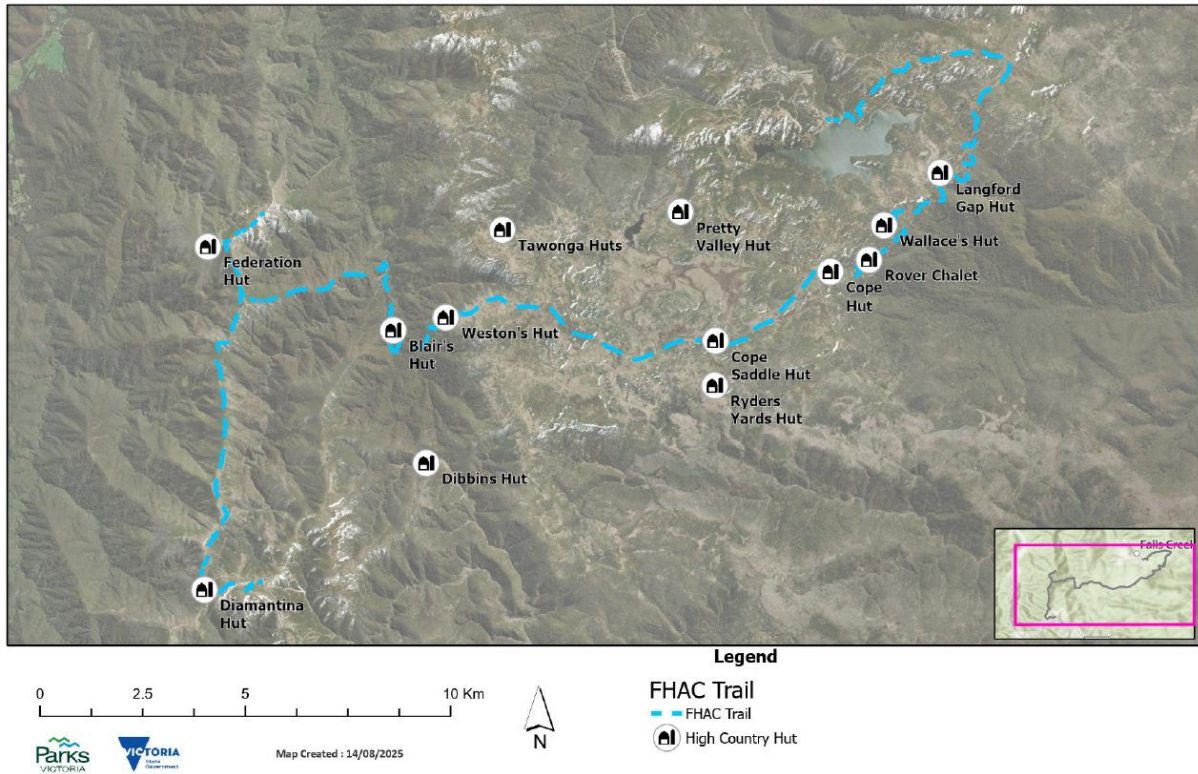 Falls Creek
Langford
Gap Hut
Pretty
Valley Hut
Wallace's Hut
Tawonga Huts
Rover Chalet
Federation
Hut
Cope
Hut
Weston's Hut
Blair's
Hut
Cope
Saddle Hut
Ryders
Yards Hut
Dibbins Hut
Diamantina
Hut
Legend
FHAC Trail
FHAC Trail
High Country Hut
0 2.5 5 10 Km
N
Parks
VICTORIA
VICTORIA
State
Government
Map Created : 14/08/2025